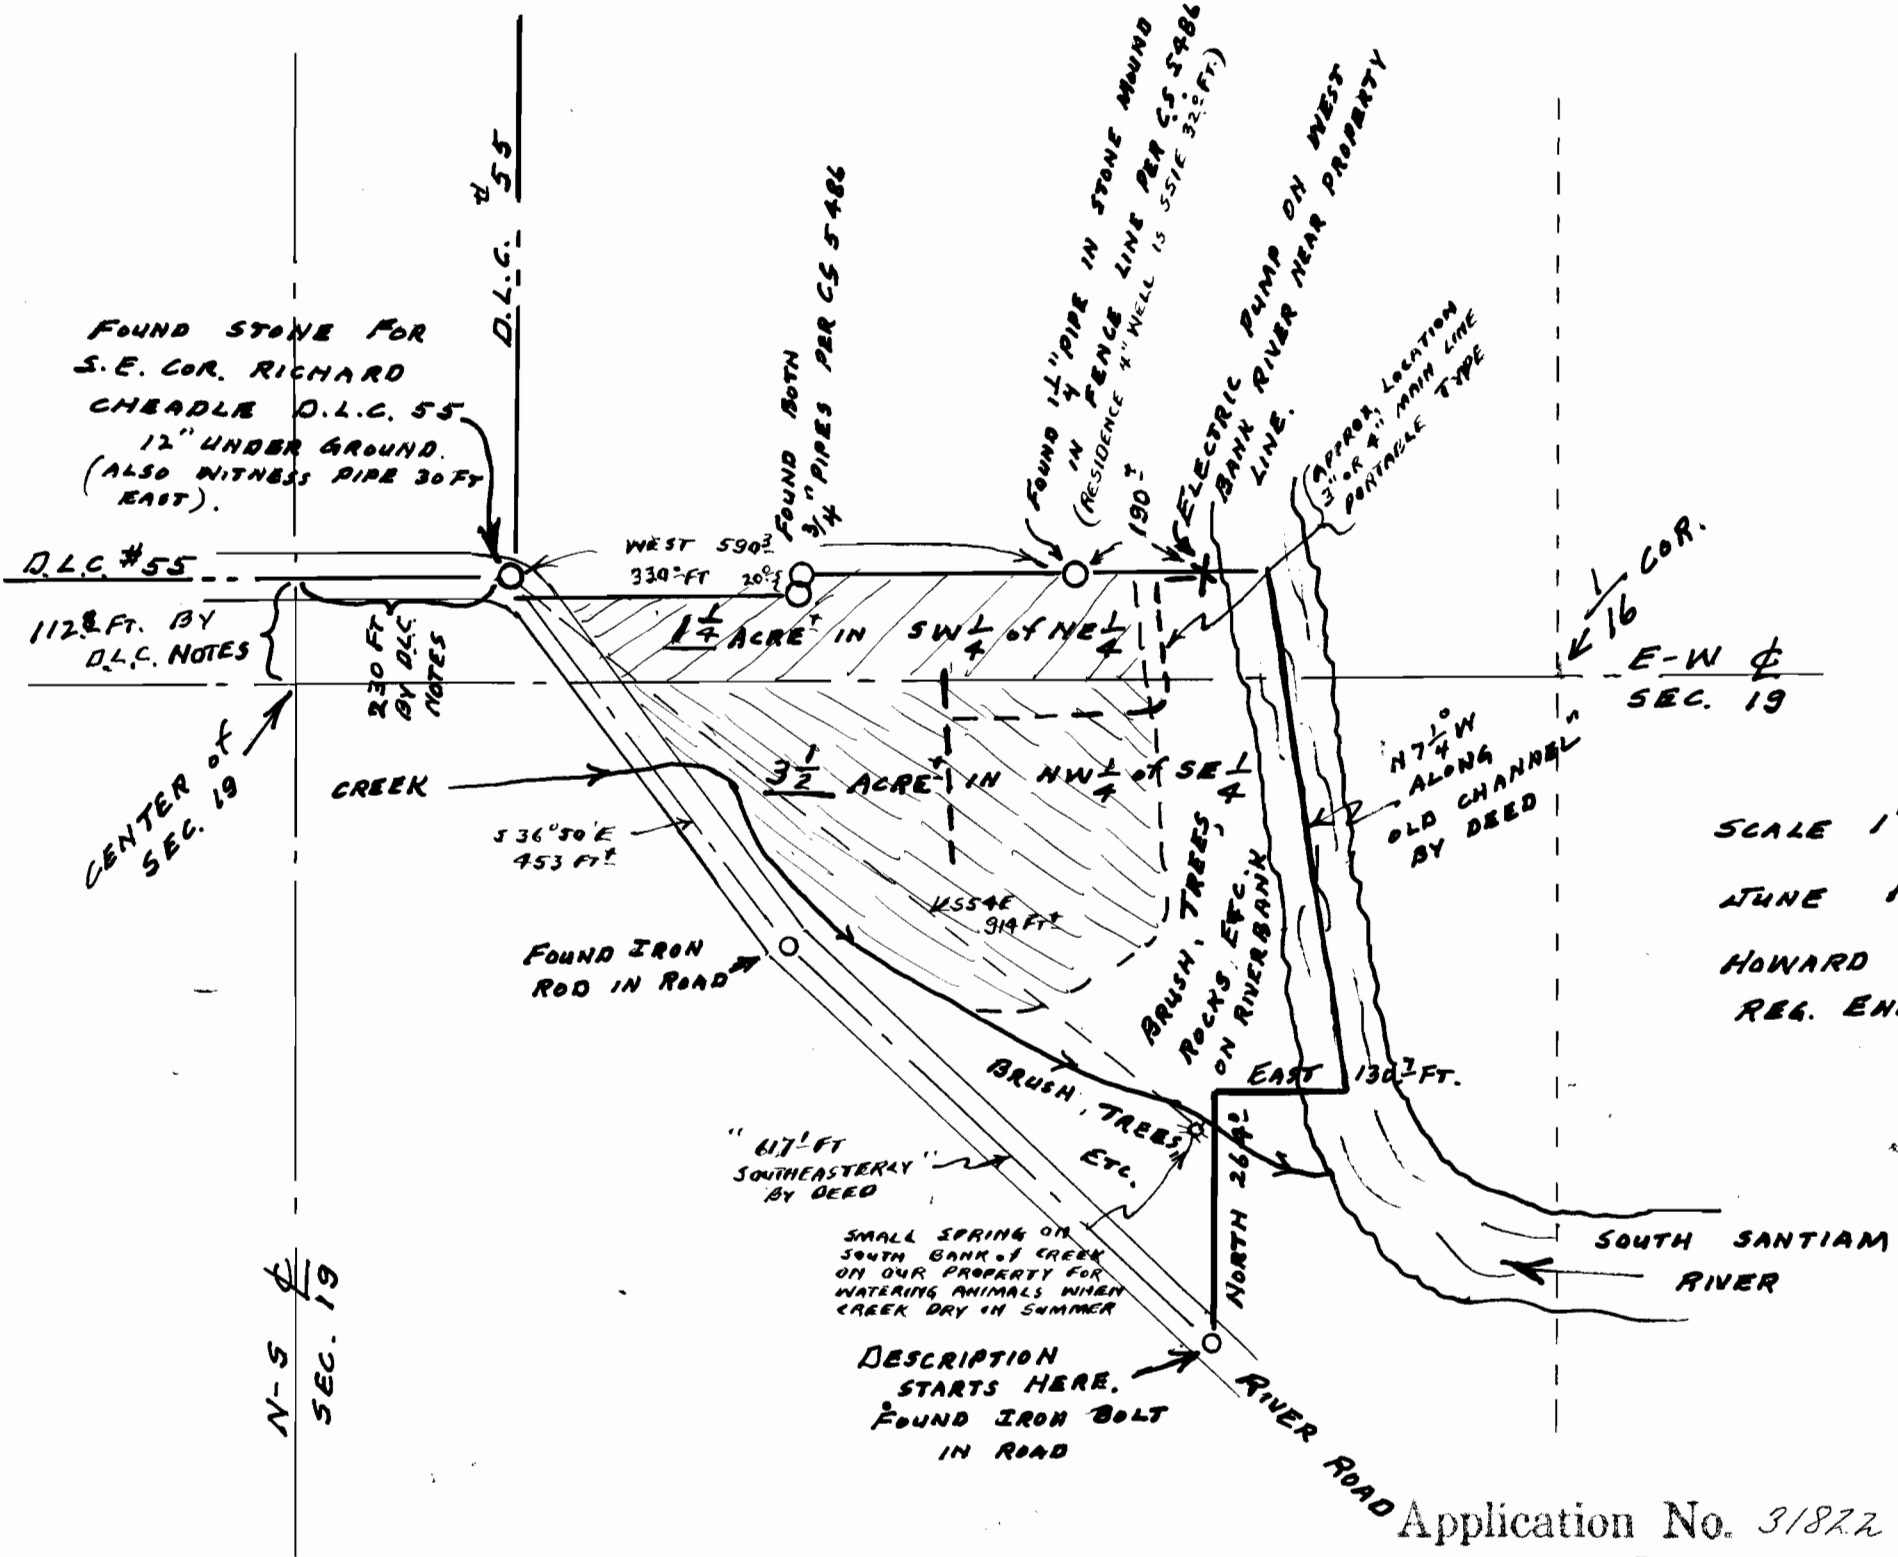 D.L.C. # 55
FOUND STONE FOR
S.E. COR. RICHARD
CHEADLE D.L.C. 55
12" UNDER GROUND.
(ALSO WITNESS PIPE 30 FT
EAST).
FOUND BOTH
3/4" PIPES PER CS 5486
FOUND 1 1/4" PIPE IN STONE MOUND
IN FENCE LINE PER C.S. 5486
(RESIDENCE 4" WELL IS S51E 32.0 FT.)
190±
ELECTRIC PUMP ON WEST
BANK RIVER NEAR PROPERTY
LINE.
(APPROX. LOCATION
3" OR 4" MAIN LINE
PORTABLE TYPE
D.L.C. #55
WEST 590.3
330.0 FT
112.2 FT. BY
D.L.C. NOTES
230 FT
BY D.L.C.
NOTES
1 1/4 ACRE± IN SW 1/4 of NE 1/4
1/16 COR.
E-W ℄
SEC. 19
CENTER of
SEC. 19
CREEK
3 1/2 ACRE± IN NW 1/4 of SE 1/4
"N 7 1/4° W
ALONG
OLD CHANNEL"
BY DEED
SCALE 1"
JUNE
HOWARD
REG. EN
S 36°50'E
453 FT±
S54E
914 FT±
FOUND IRON
ROD IN ROAD
BRUSH, TREES,
ROCKS, ETC.
ON RIVERBANK
EAST 130.7 FT.
BRUSH, TREES,
ETC.
"617.1 FT
SOUTHEASTERLY"
BY DEED
NORTH 264.0
SMALL SPRING ON
SOUTH BANK of CREEK
ON OUR PROPERTY FOR
WATERING ANIMALS WHEN
CREEK DRY IN SUMMER
SOUTH SANTIAM
RIVER
N-S ℄
SEC. 19
DESCRIPTION
STARTS HERE.
FOUND IRON BOLT
IN ROAD
RIVER ROAD
Application No. 31822